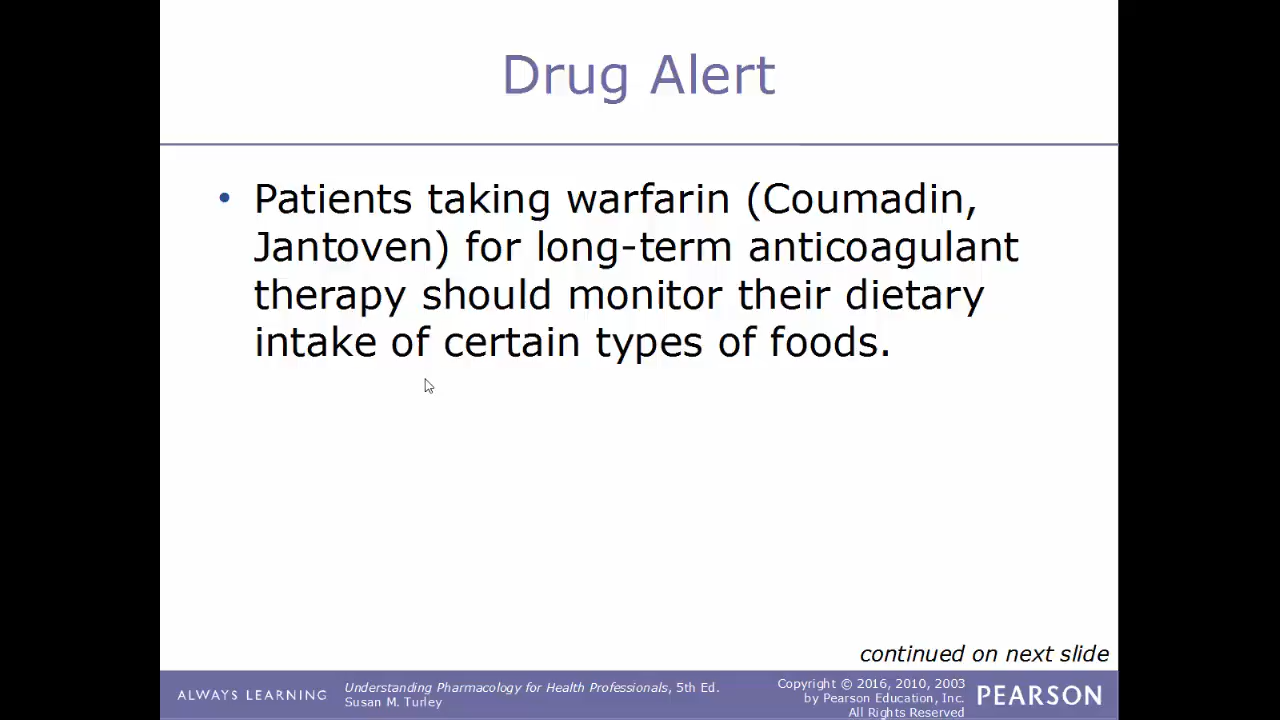 Drug Alert
• Patients taking warfarin (Coumadin,
Jantoven) for long-term anticoagulant
therapy should monitor their dietary
intake of certain types of foods.
continued on next slide
ALWAYS LEARNING
Understanding Pharmacology for Health Professionals, 5th Ed.
Susan M. Turley
Copyright © 2016, 2010, 2003
by Pearson Education, Inc.
All Rights Reserved
PEARSON